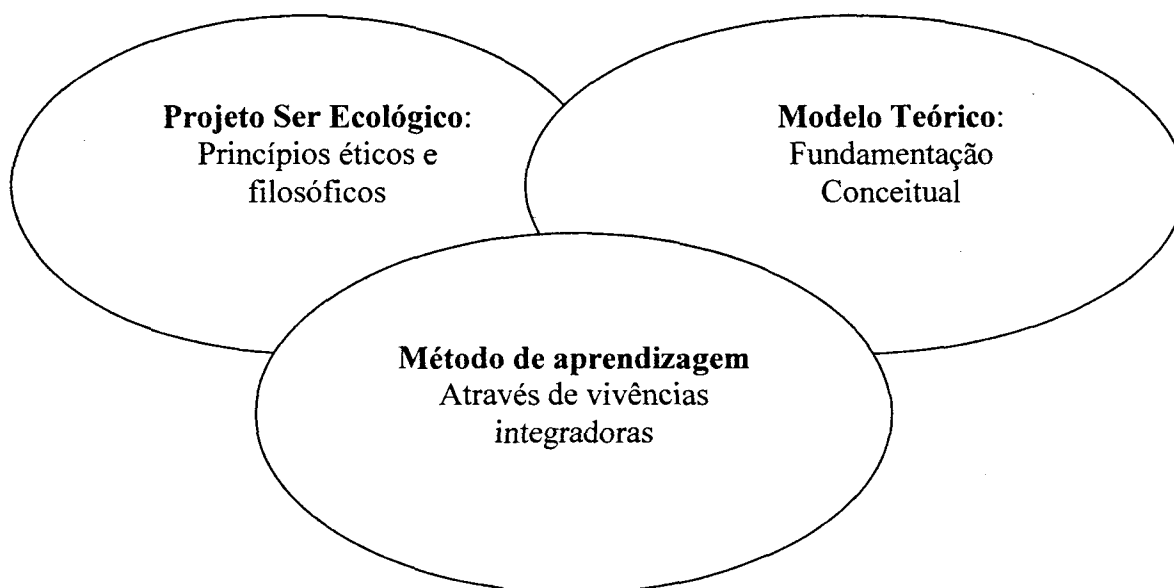 Projeto Ser Ecológico:
Princípios éticos e
filosóficos
Modelo Teórico:
Fundamentação
Conceitual
Método de aprendizagem
Através de vivências
integradoras